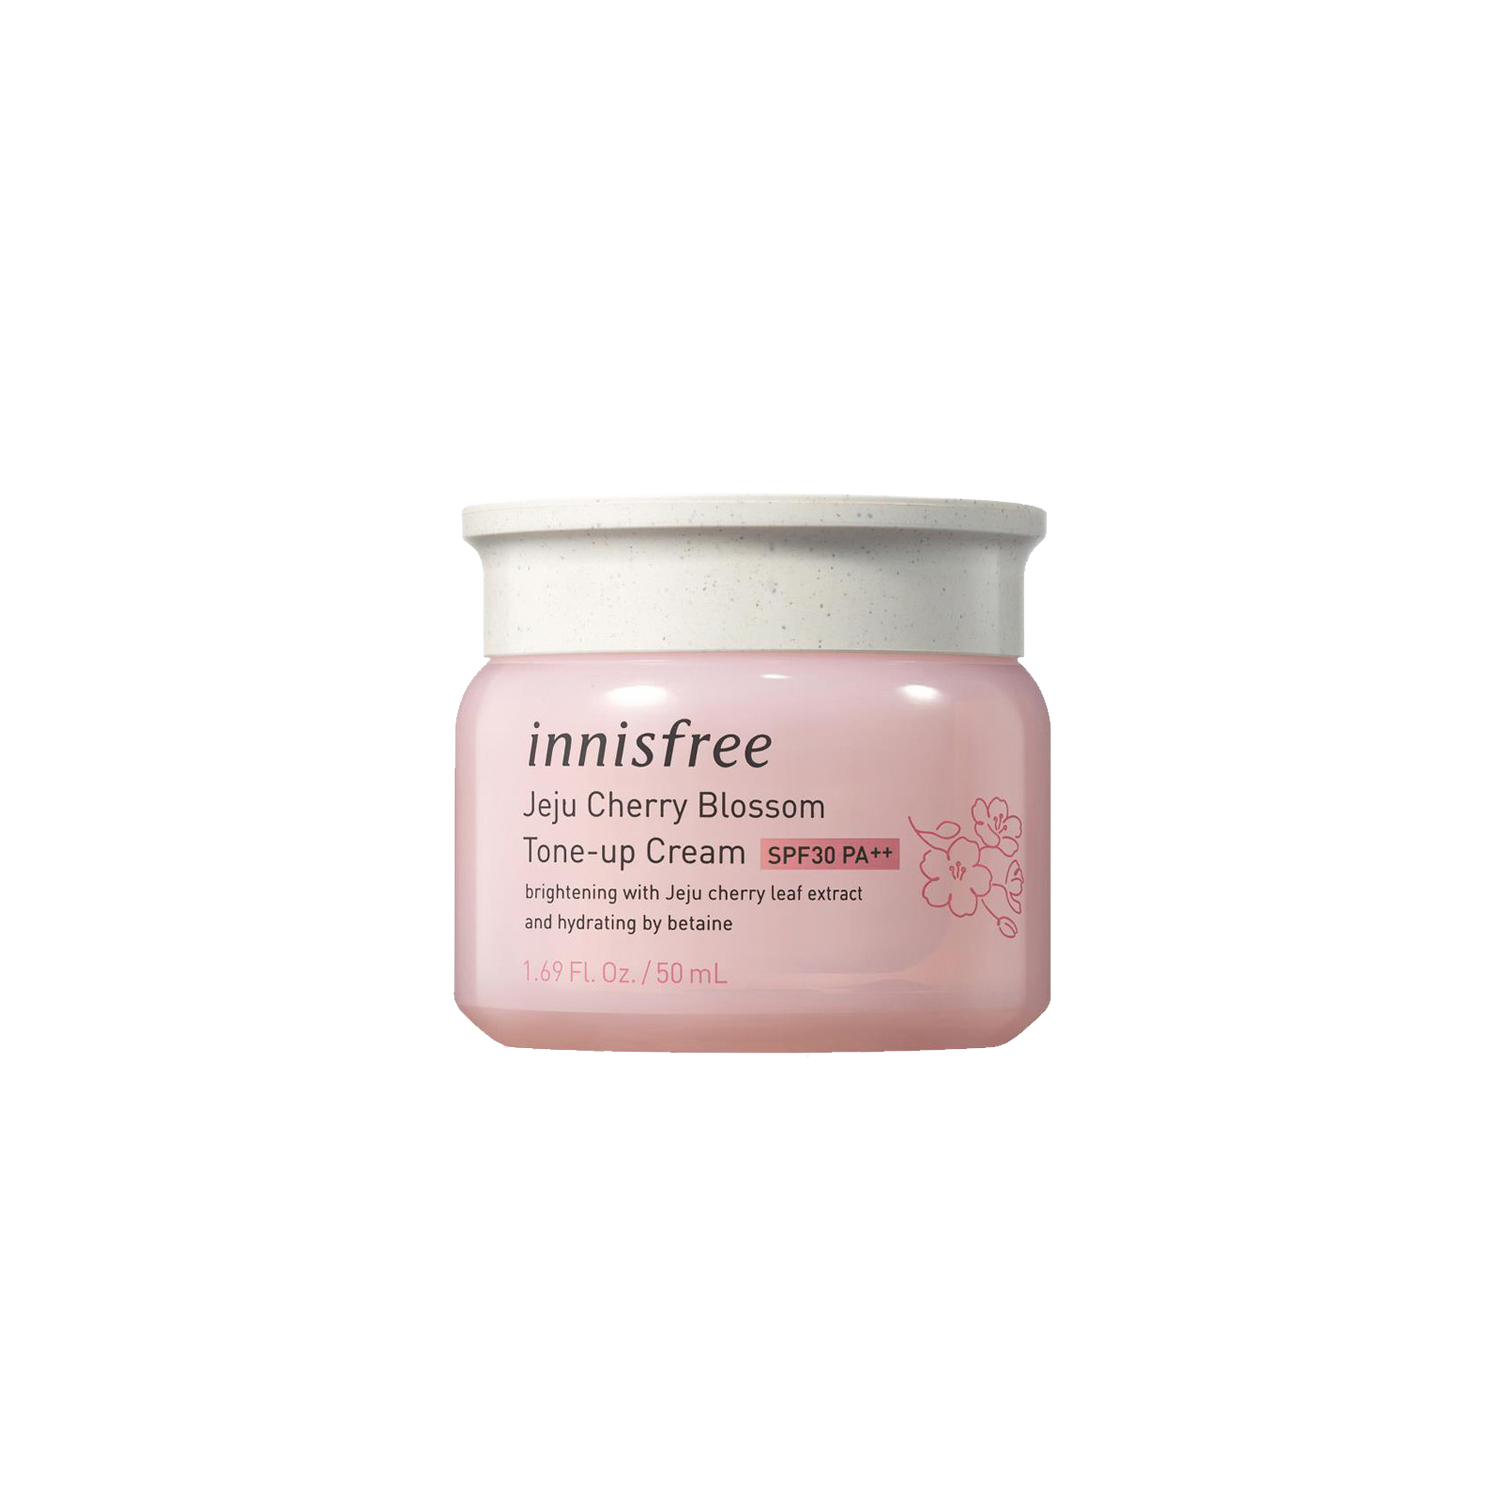 innisfree
Jeju Cherry Blossom
Tone-up Cream SPF30 PA++
brightening with Jeju cherry leaf extract
and hydrating by betaine
1.69 Fl. Oz. / 50 mL